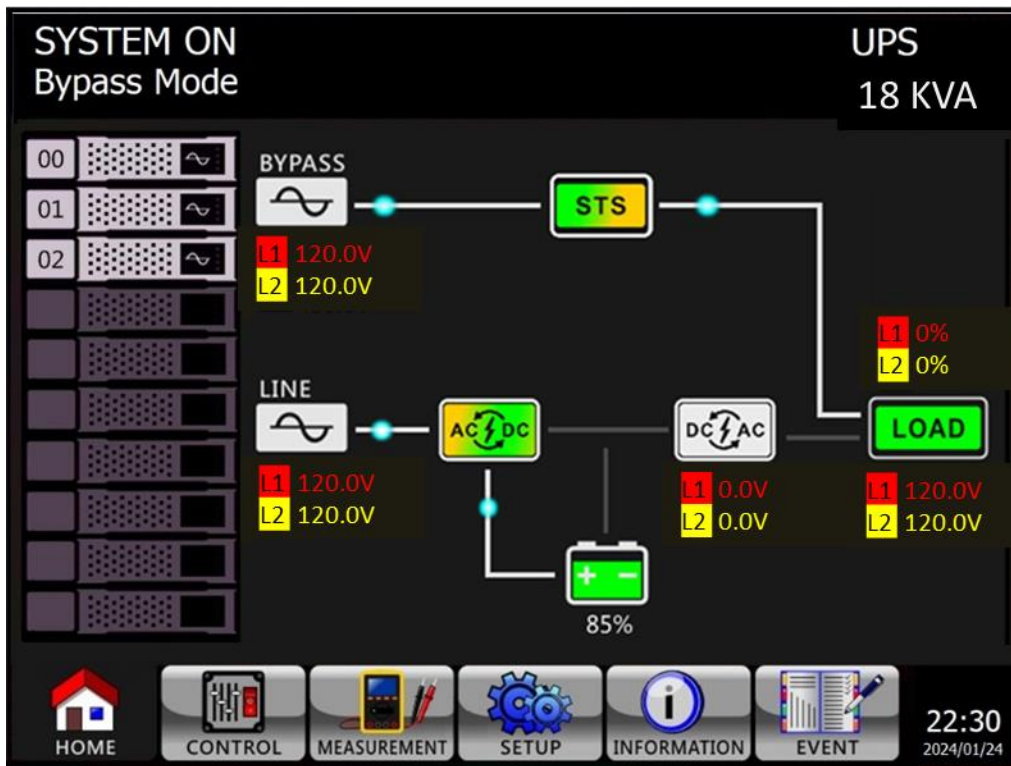 SYSTEM ON
Bypass Mode
UPS
18 KVA
00
01
02
BYPASS
STS
L1 120.0V
L2 120.0V
L1 0%
L2 0%
LINE
AC DC
DC AC
LOAD
L1 120.0V
L2 120.0V
L1 0.0V
L2 0.0V
L1 120.0V
L2 120.0V
+ -
85%
HOME
CONTROL
MEASUREMENT
SETUP
INFORMATION
EVENT
22:30
2024/01/24